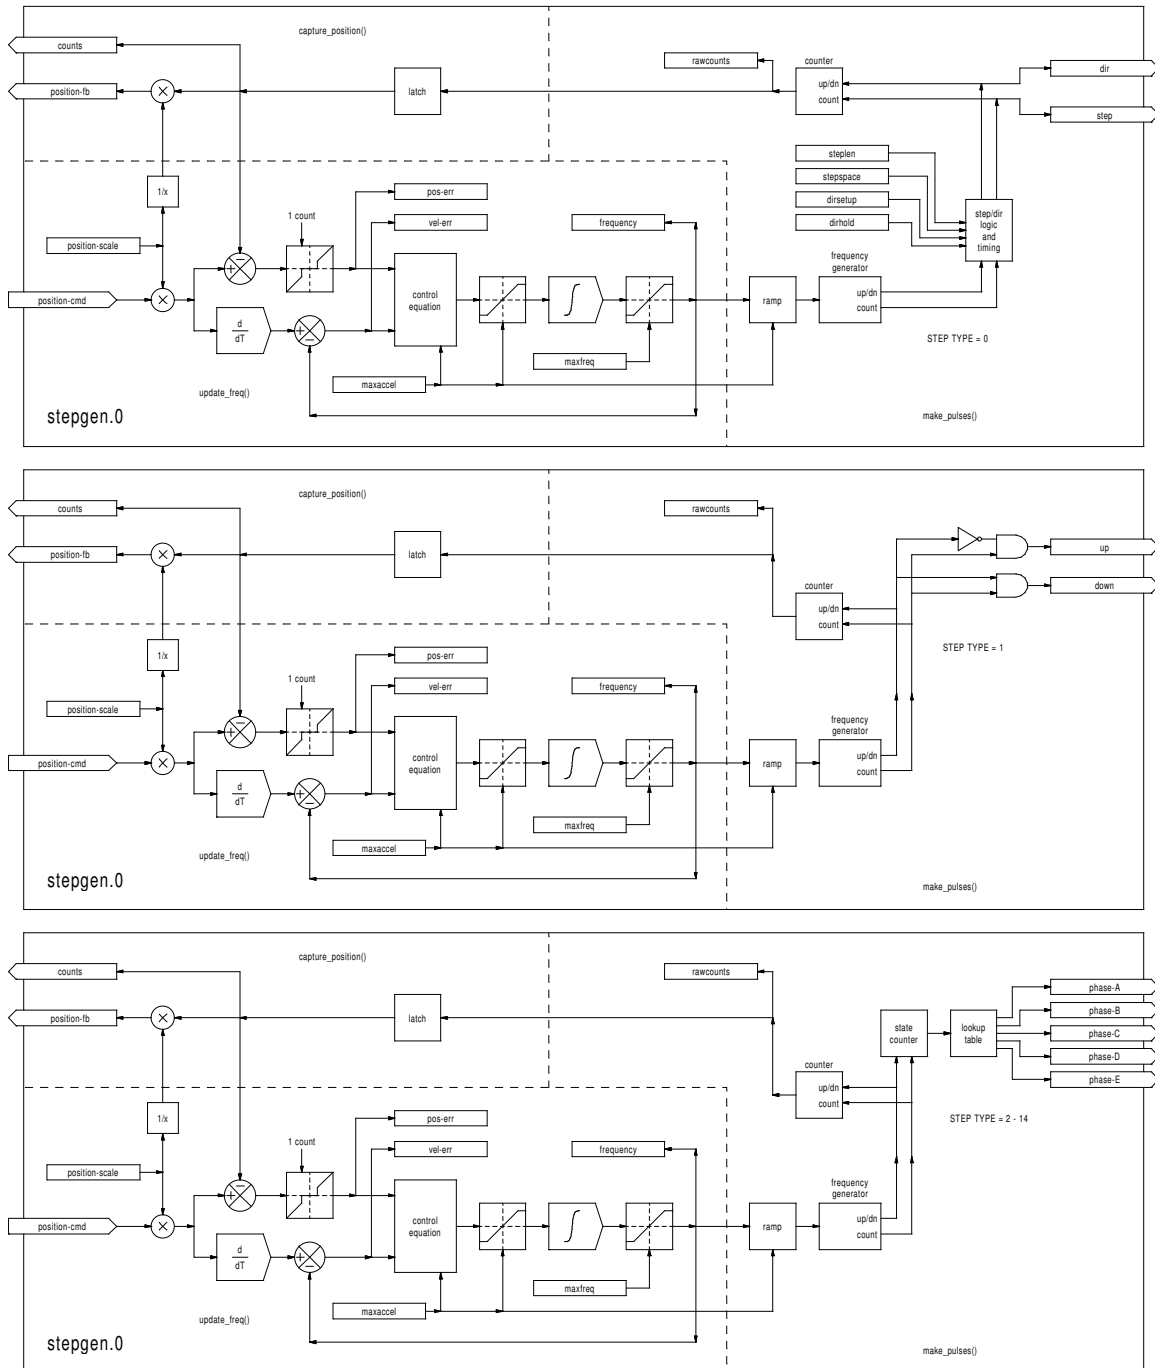 capture_position()
counts
rawcounts
counter
up/dn
count
dir
step
position-fb
latch
steplen
stepspace
dirsetup
dirhold
step/dir
logic
and
timing
1/x
pos-err
vel-err
1 count
frequency
position-scale
position-cmd
d
dT
control
equation
ramp
frequency
generator
up/dn
count
STEP TYPE = 0
maxfreq
maxaccel
update_freq()
stepgen.0
make_pulses()
capture_position()
counts
rawcounts
up
down
position-fb
latch
counter
up/dn
count
STEP TYPE = 1
1/x
pos-err
vel-err
1 count
frequency
position-scale
position-cmd
d
dT
control
equation
ramp
frequency
generator
up/dn
count
maxfreq
maxaccel
update_freq()
stepgen.0
make_pulses()
capture_position()
counts
rawcounts
phase-A
phase-B
phase-C
phase-D
phase-E
position-fb
latch
state
counter
lookup
table
counter
up/dn
count
STEP TYPE = 2 - 14
1/x
pos-err
vel-err
1 count
frequency
position-scale
position-cmd
d
dT
control
equation
ramp
frequency
generator
up/dn
count
maxfreq
maxaccel
update_freq()
stepgen.0
make_pulses()